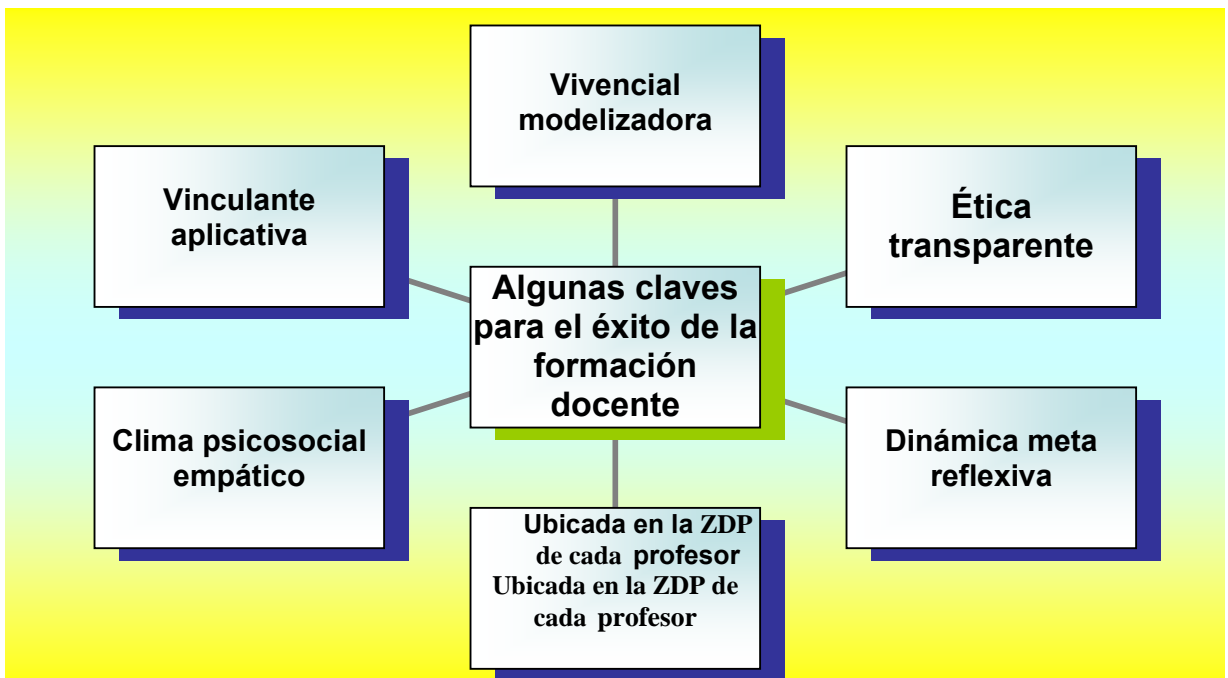 Vivencial
modelizadora
Vinculante
aplicativa
Ética
transparente
Algunas claves
para el éxito de la
formación
docente
Clima psicosocial
empático
Dinámica meta
reflexiva
Ubicada en la ZDP
de cada profesor
Ubicada en la ZDP de
cada profesor